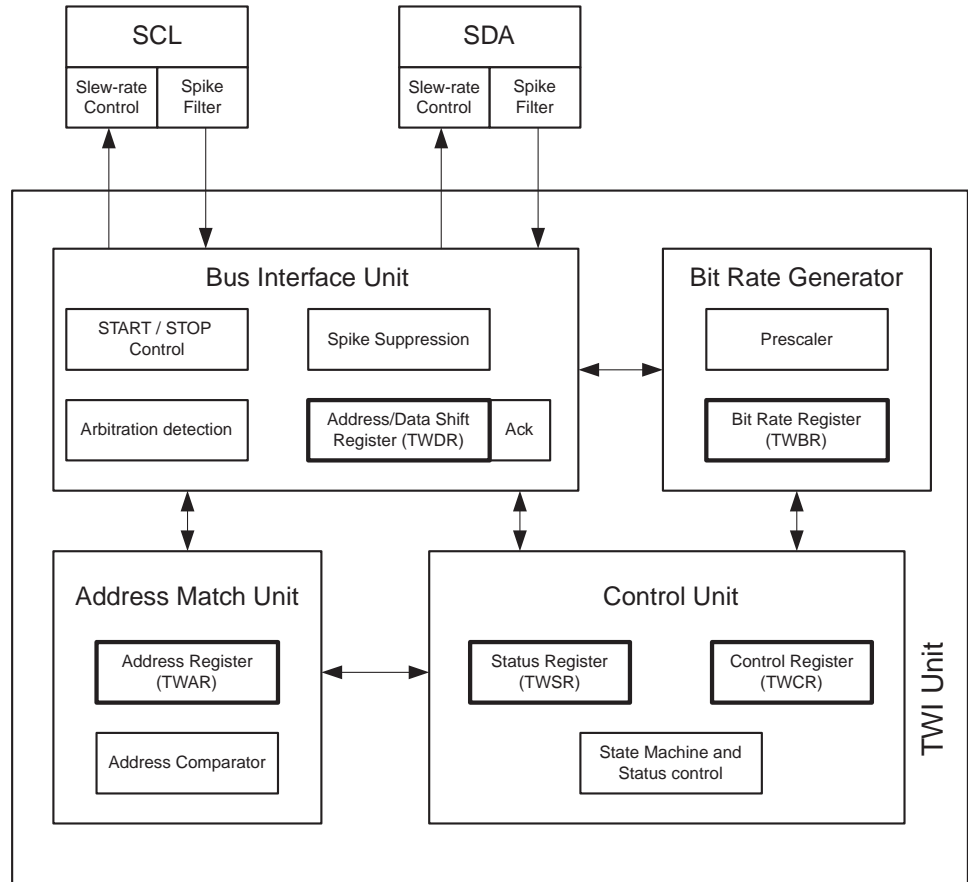 SCL
Slew-rate
Control
Spike
Filter
SDA
Slew-rate
Control
Spike
Filter
Bus Interface Unit
START / STOP
Control
Spike Suppression
Arbitration detection
Address/Data Shift
Register (TWDR)
Ack
Bit Rate Generator
Prescaler
Bit Rate Register
(TWBR)
Address Match Unit
Address Register
(TWAR)
Address Comparator
Control Unit
Status Register
(TWSR)
Control Register
(TWCR)
State Machine and
Status control
TWI Unit